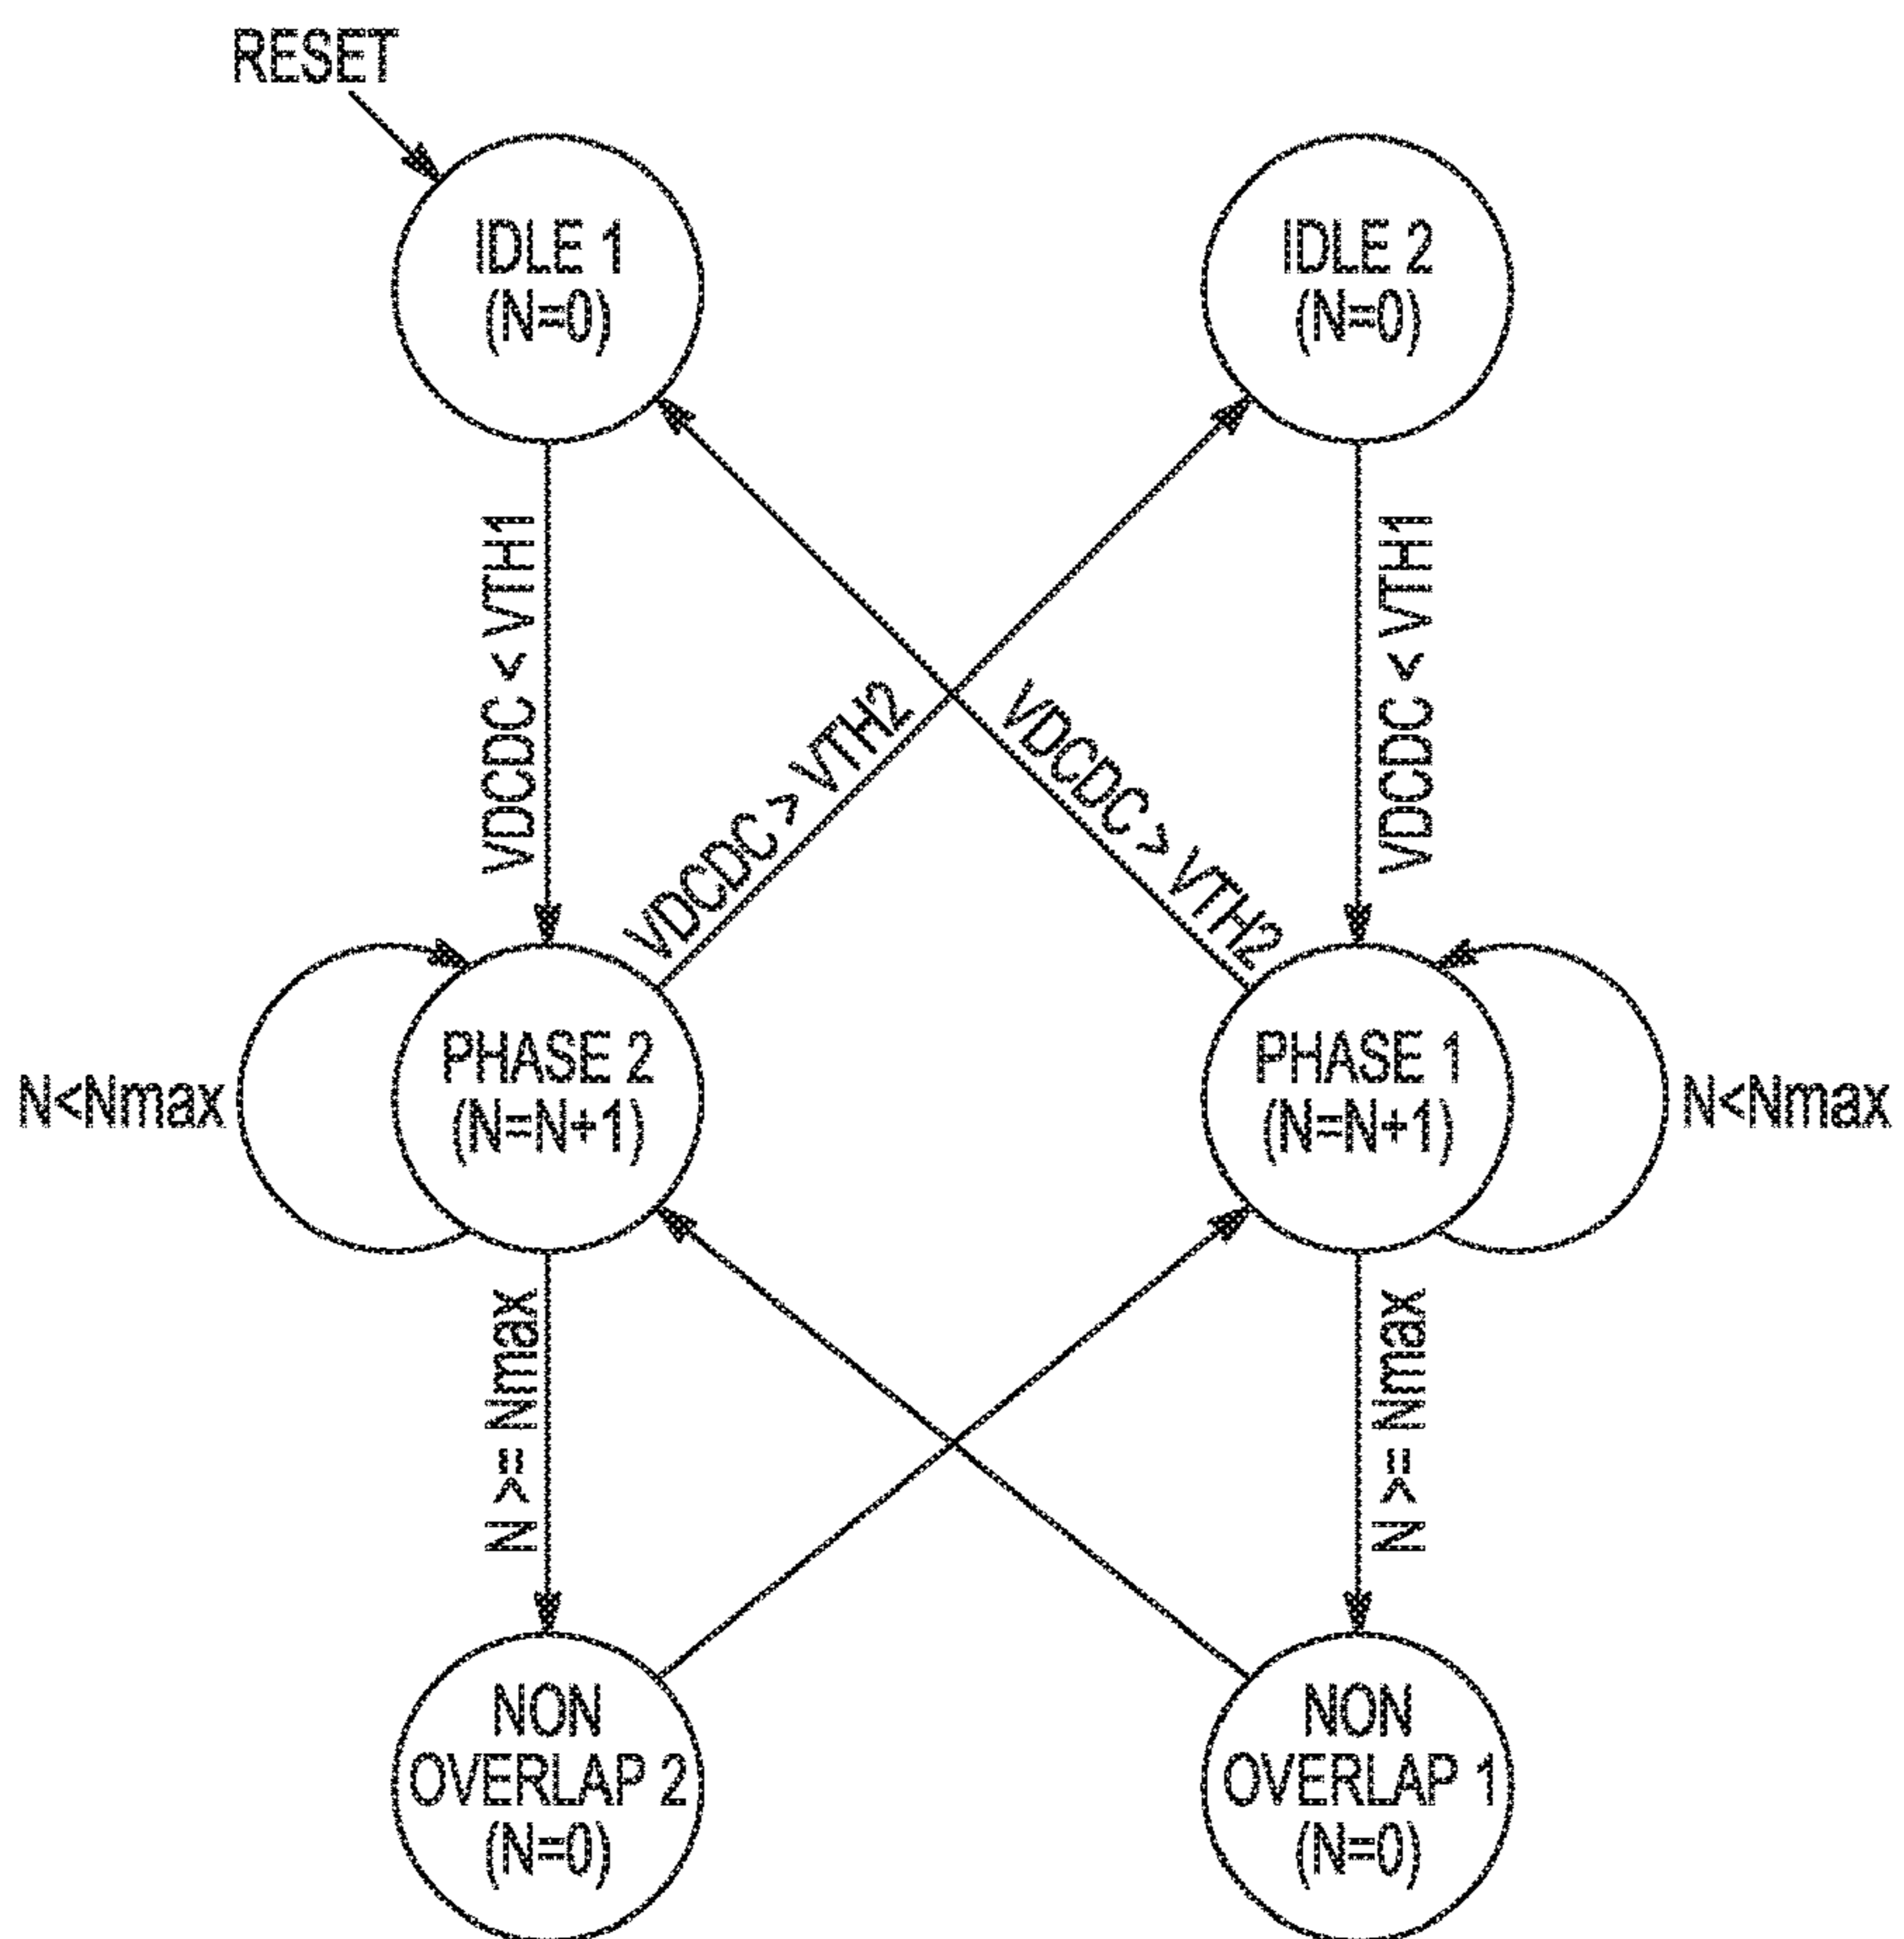 RESET
IDLE 1
(N=0)
IDLE 2
(N=0)
VDCDC < VTH1
VDCDC > VTH2
VDCDC > VTH2
VDCDC < VTH1
N<Nmax
PHASE 2
(N=N+1)
PHASE 1
(N=N+1)
N<Nmax
N >= Nmax
N >= Nmax
NON
OVERLAP 2
(N=0)
NON
OVERLAP 1
(N=0)